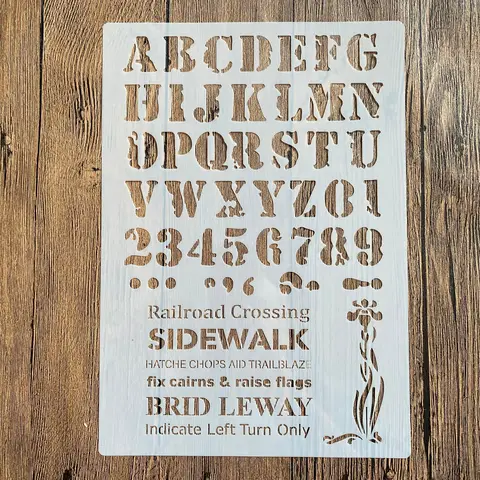 ABCDEFG
HIJKLMN
OPQRSTU
VWXYZ01
23456789
Railroad Crossing
SIDEWALK
HATCHE CHOPS AID TRAILBLAZE
fix cairns & raise flags
BRID LEWAY
Indicate Left Turn Only